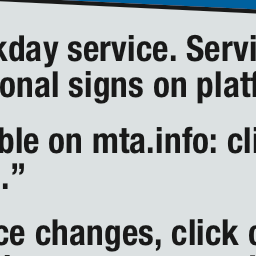 kday service. Servi
onal signs on platf
ble on mta.info: cli
.”
ce changes, click o